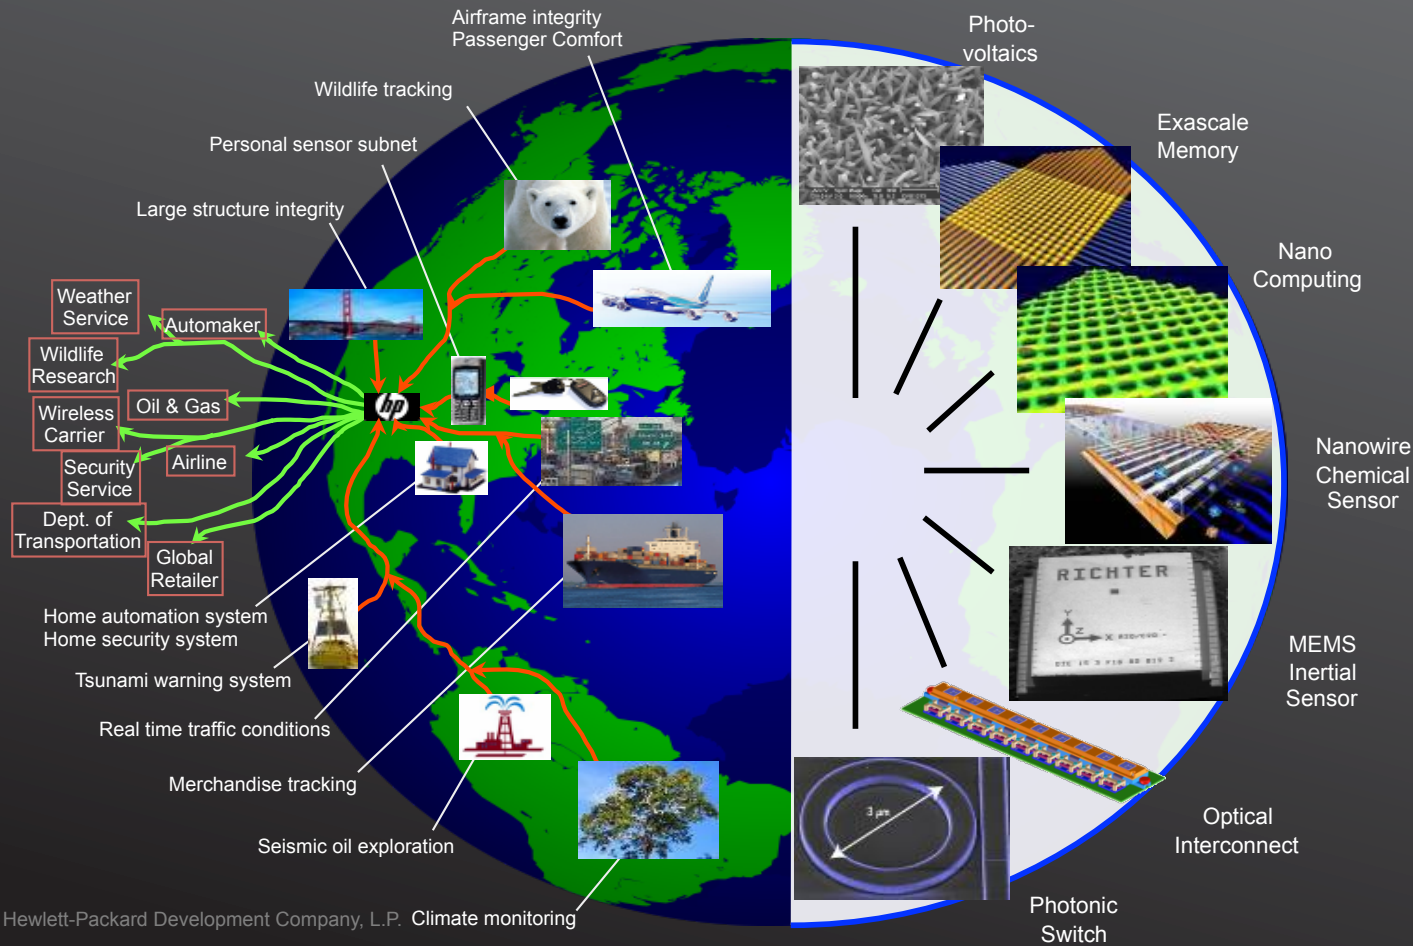 Airframe integrity
Passenger Comfort
Wildlife tracking
Personal sensor subnet
Large structure integrity
Weather
Service
Automaker
Wildlife
Research
Oil & Gas
Wireless
Carrier
Security
Service
Airline
Dept. of
Transportation
Global
Retailer
hp
Home automation system
Home security system
Tsunami warning system
Real time traffic conditions
Merchandise tracking
Seismic oil exploration
Climate monitoring
Hewlett-Packard Development Company, L.P.
Photo-
voltaics
Exascale
Memory
Nano
Computing
Nanowire
Chemical
Sensor
RICHTER
Y
Z
X
MEMS
Inertial
Sensor
Optical
Interconnect
3 µm
Photonic
Switch